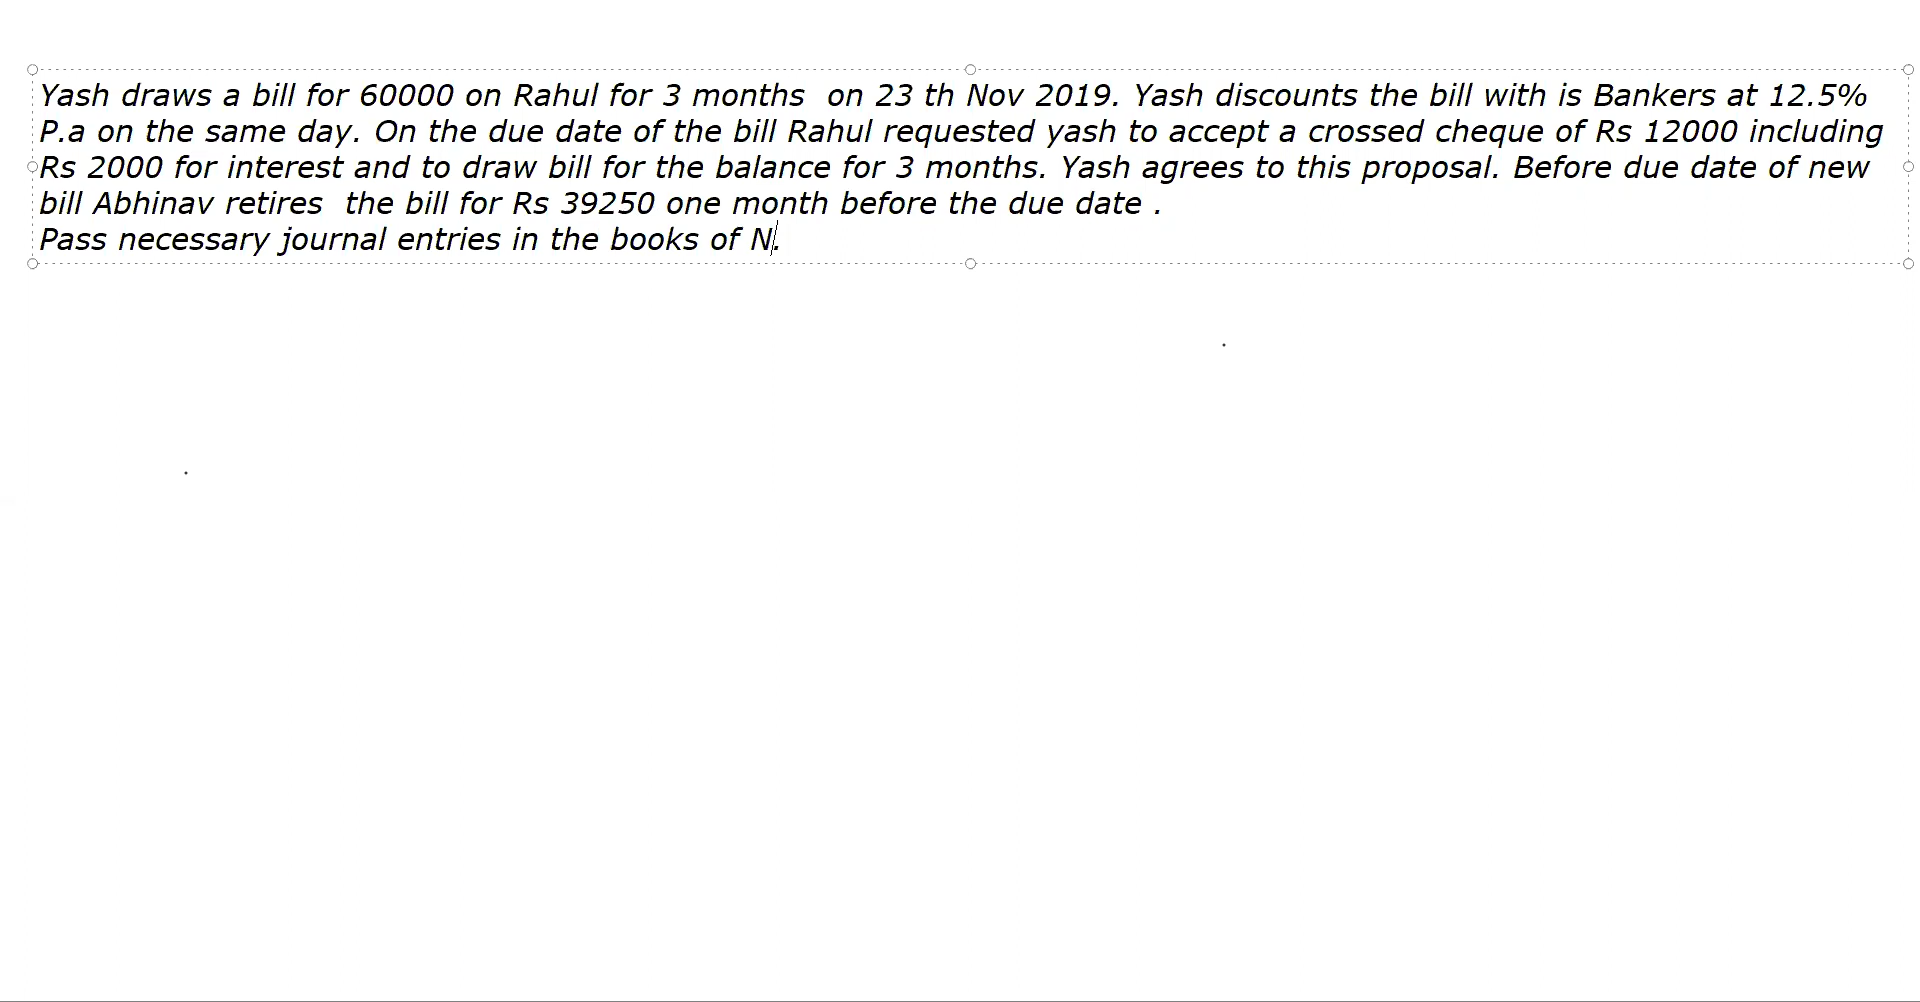 Yash draws a bill for 60000 on Rahul for 3 months  on 23 th Nov 2019. Yash discounts the bill with is Bankers at 12.5%
P.a on the same day. On the due date of the bill Rahul requested yash to accept a crossed cheque of Rs 12000 including
Rs 2000 for interest and to draw bill for the balance for 3 months. Yash agrees to this proposal. Before due date of new
bill Abhinav retires  the bill for Rs 39250 one month before the due date .
Pass necessary journal entries in the books of N.